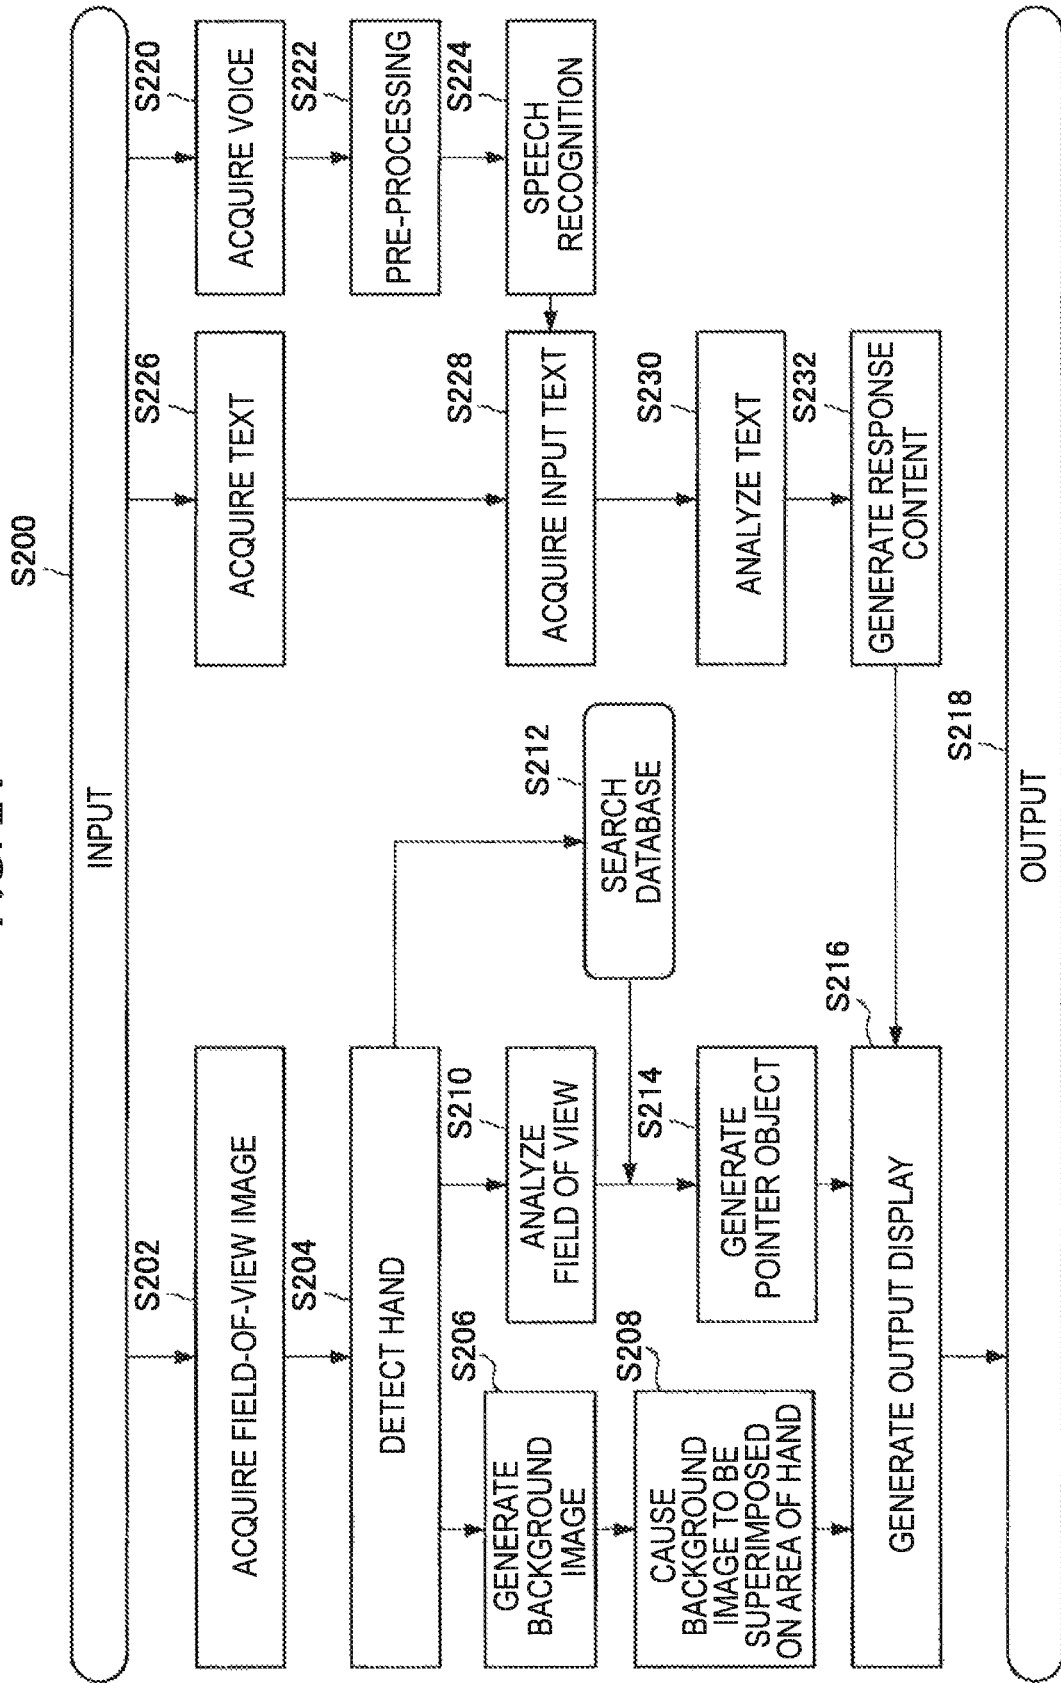 S200
INPUT
S202
S226
S220
ACQUIRE FIELD-OF-VIEW IMAGE
ACQUIRE TEXT
ACQUIRE VOICE
S204
S222
DETECT HAND
PRE-PROCESSING
S206
S210
S212
S228
S224
GENERATE
BACKGROUND
IMAGE
ANALYZE
FIELD OF VIEW
SEARCH
DATABASE
ACQUIRE INPUT TEXT
SPEECH
RECOGNITION
S208
S214
S230
CAUSE
BACKGROUND
IMAGE TO BE
SUPERIMPOSED
ON AREA OF HAND
GENERATE
POINTER OBJECT
ANALYZE TEXT
S216
S232
GENERATE OUTPUT DISPLAY
GENERATE RESPONSE
CONTENT
S218
OUTPUT